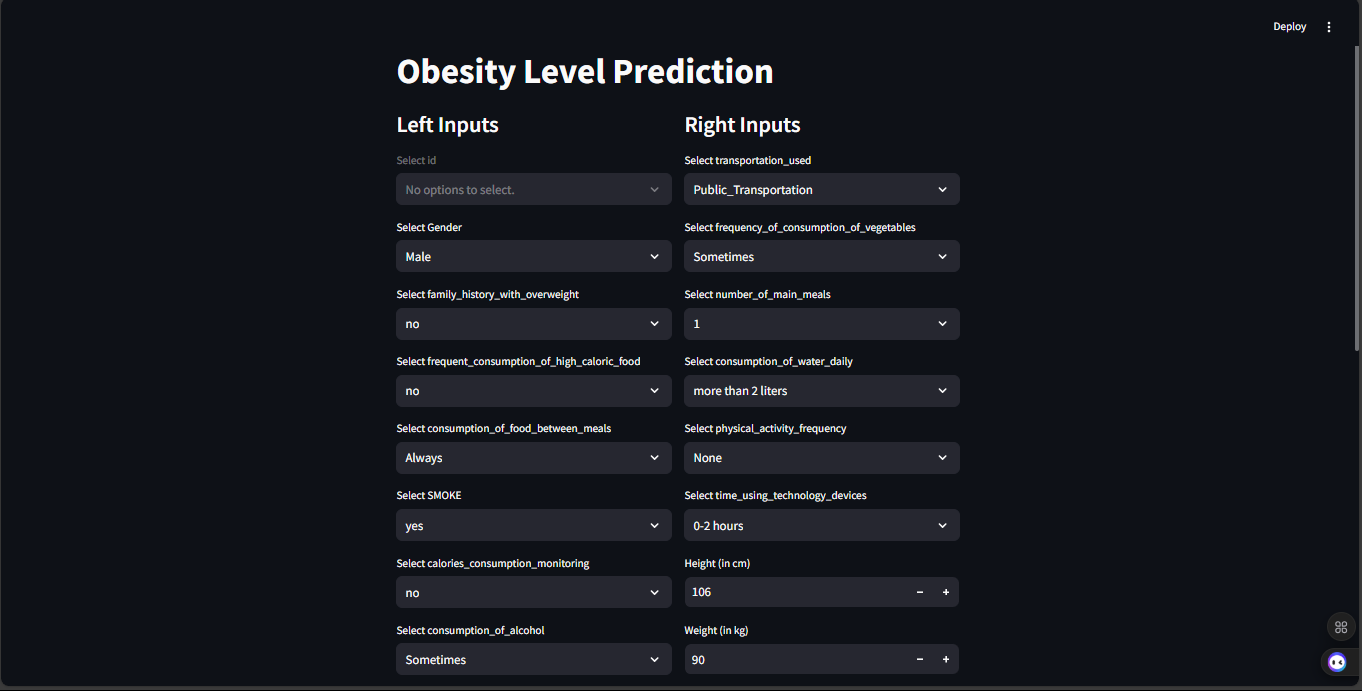 Deploy
Obesity Level Prediction
Left Inputs
Select id
No options to select.
Select Gender
Male
Select family_history_with_overweight
no
Select frequent_consumption_of_high_caloric_food
no
Select consumption_of_food_between_meals
Always
Select SMOKE
yes
Select calories_consumption_monitoring
no
Select consumption_of_alcohol
Sometimes
Right Inputs
Select transportation_used
Public_Transportation
Select frequency_of_consumption_of_vegetables
Sometimes
Select number_of_main_meals
1
Select consumption_of_water_daily
more than 2 liters
Select physical_activity_frequency
None
Select time_using_technology_devices
0-2 hours
Height (in cm)
106
Weight (in kg)
90